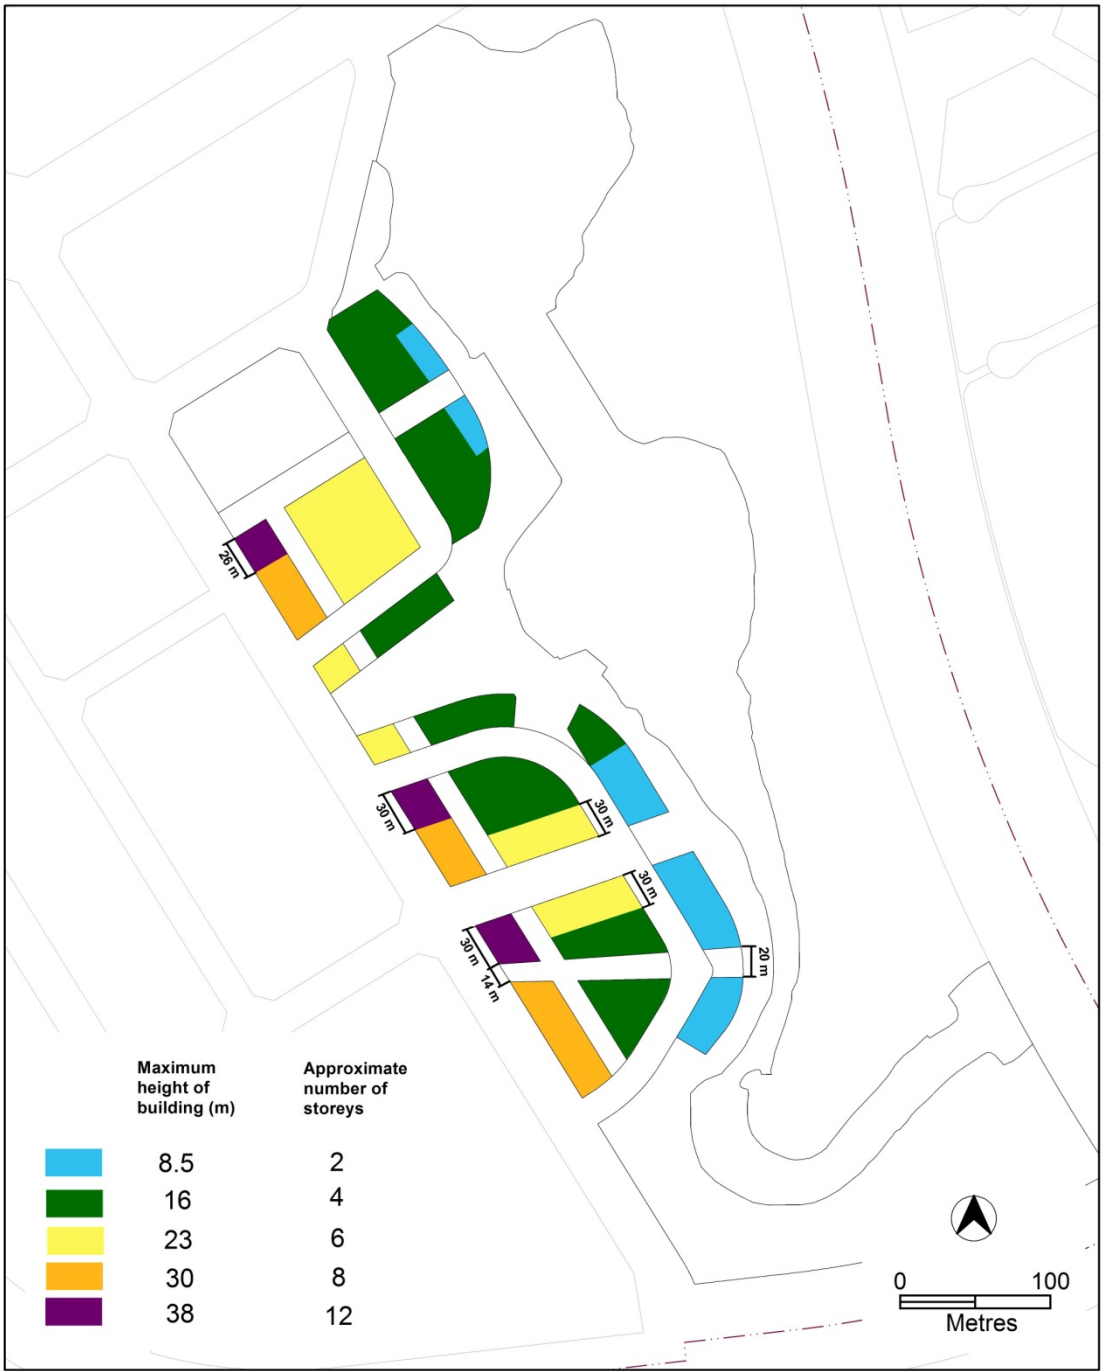 26 m
30 m
30 m
30 m
30 m
14 m
20 m
Maximum
height of
building (m)
Approximate
number of
storeys
8.5 2
16 4
23 6
30 8
38 12
0 100
Metres